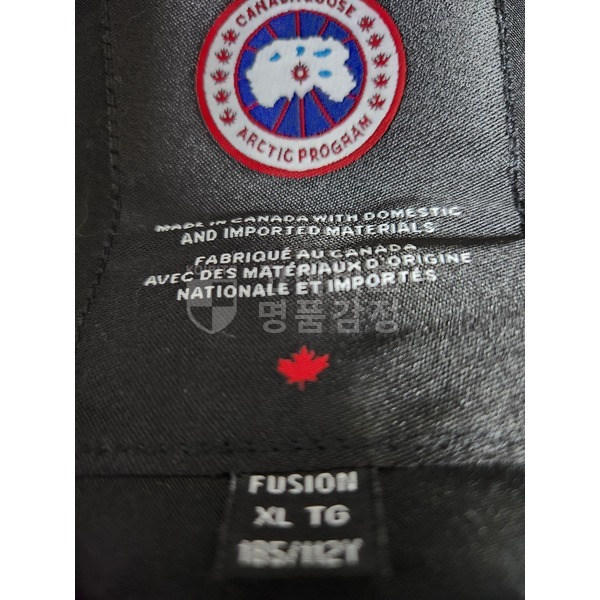 CANADA GOOSE
ARCTIC PROGRAM
MADE IN CANADA WITH DOMESTIC
AND IMPORTED MATERIALS
FABRIQUÉ AU CANADA
AVEC DES MATÉRIAUX D'ORIGINE
NATIONALE ET IMPORTÉS
명품감정
FUSION
XL TG
185/112Y